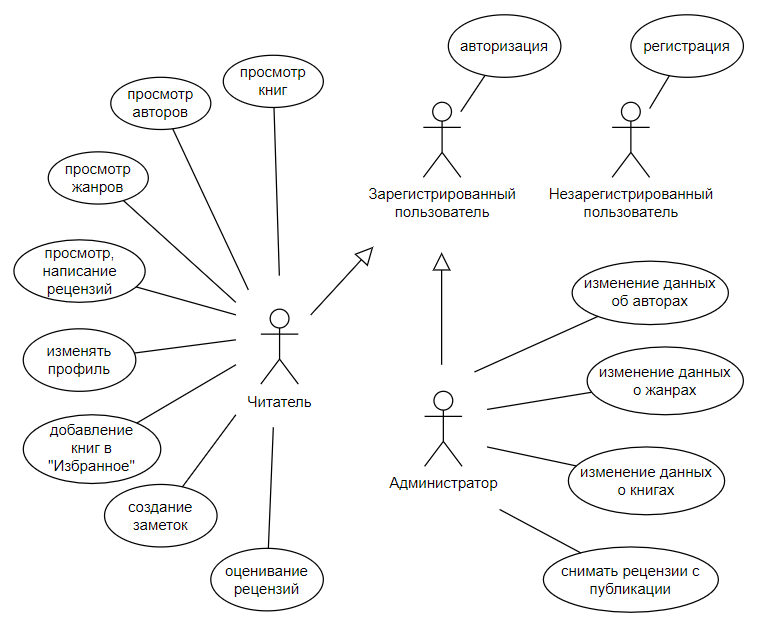 авторизация
регистрация
просмотр
книг
просмотр
авторов
просмотр
жанров
Зарегистрированный
пользователь
Незарегистрированный
пользователь
просмотр,
написание
рецензий
изменение данных
об авторах
изменять
профиль
Читатель
изменение данных
о жанрах
добавление
книг в
"Избранное"
Администратор
изменение данных
о книгах
создание
заметок
оценивание
рецензий
снимать рецензии с
публикации